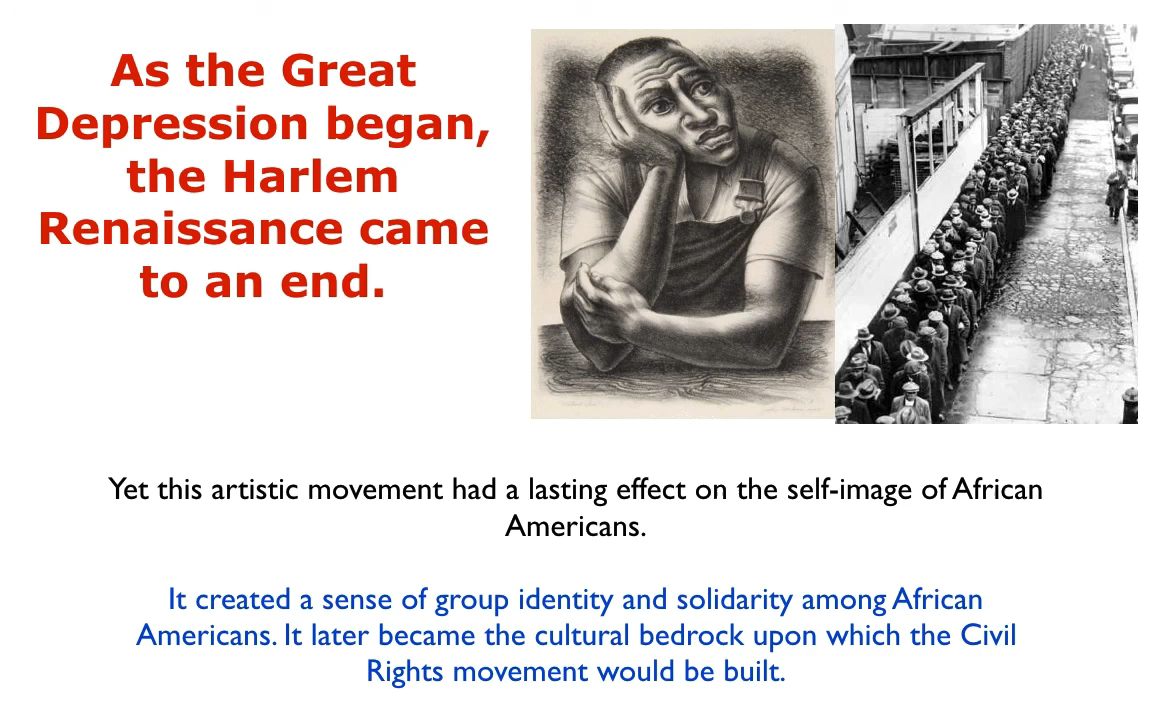 As the Great
Depression began,
the Harlem
Renaissance came
to an end.
Yet this artistic movement had a lasting effect on the self-image of African
Americans.
It created a sense of group identity and solidarity among African
Americans. It later became the cultural bedrock upon which the Civil
Rights movement would be built.